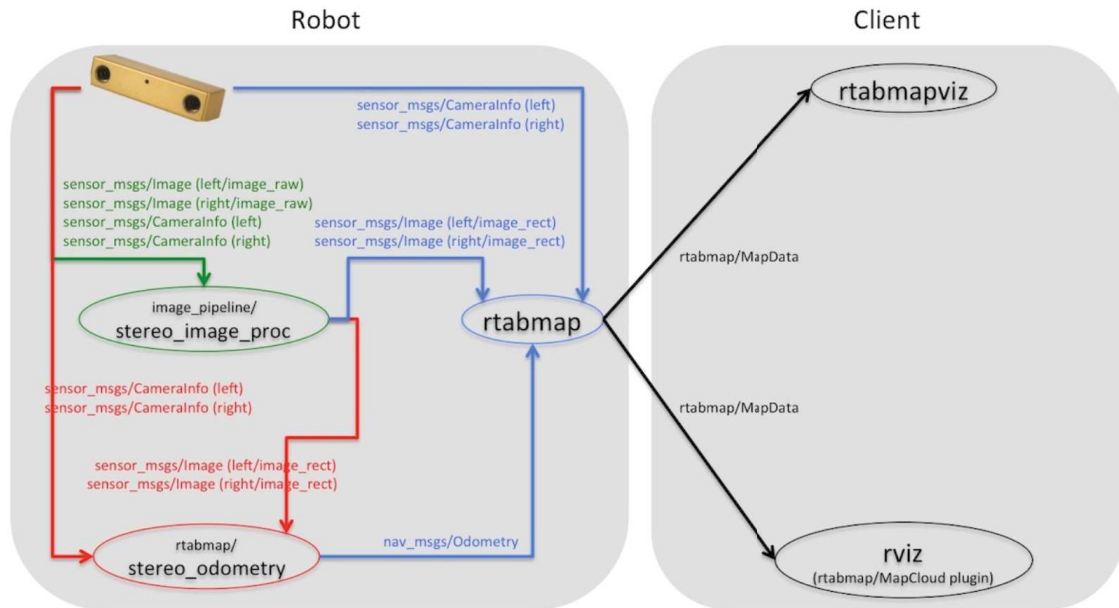 Robot
Client
sensor_msgs/CameraInfo (left)
sensor_msgs/CameraInfo (right)
sensor_msgs/Image (left/image_raw)
sensor_msgs/Image (right/image_raw)
sensor_msgs/CameraInfo (left)
sensor_msgs/CameraInfo (right)
sensor_msgs/Image (left/image_rect)
sensor_msgs/Image (right/image_rect)
image_pipeline/
stereo_image_proc
rtabmap
sensor_msgs/CameraInfo (left)
sensor_msgs/CameraInfo (right)
sensor_msgs/Image (left/image_rect)
sensor_msgs/Image (right/image_rect)
rtabmap/
stereo_odometry
nav_msgs/Odometry
rtabmapviz
rtabmap/MapData
rtabmap/MapData
rviz
(rtabmap/MapCloud plugin)